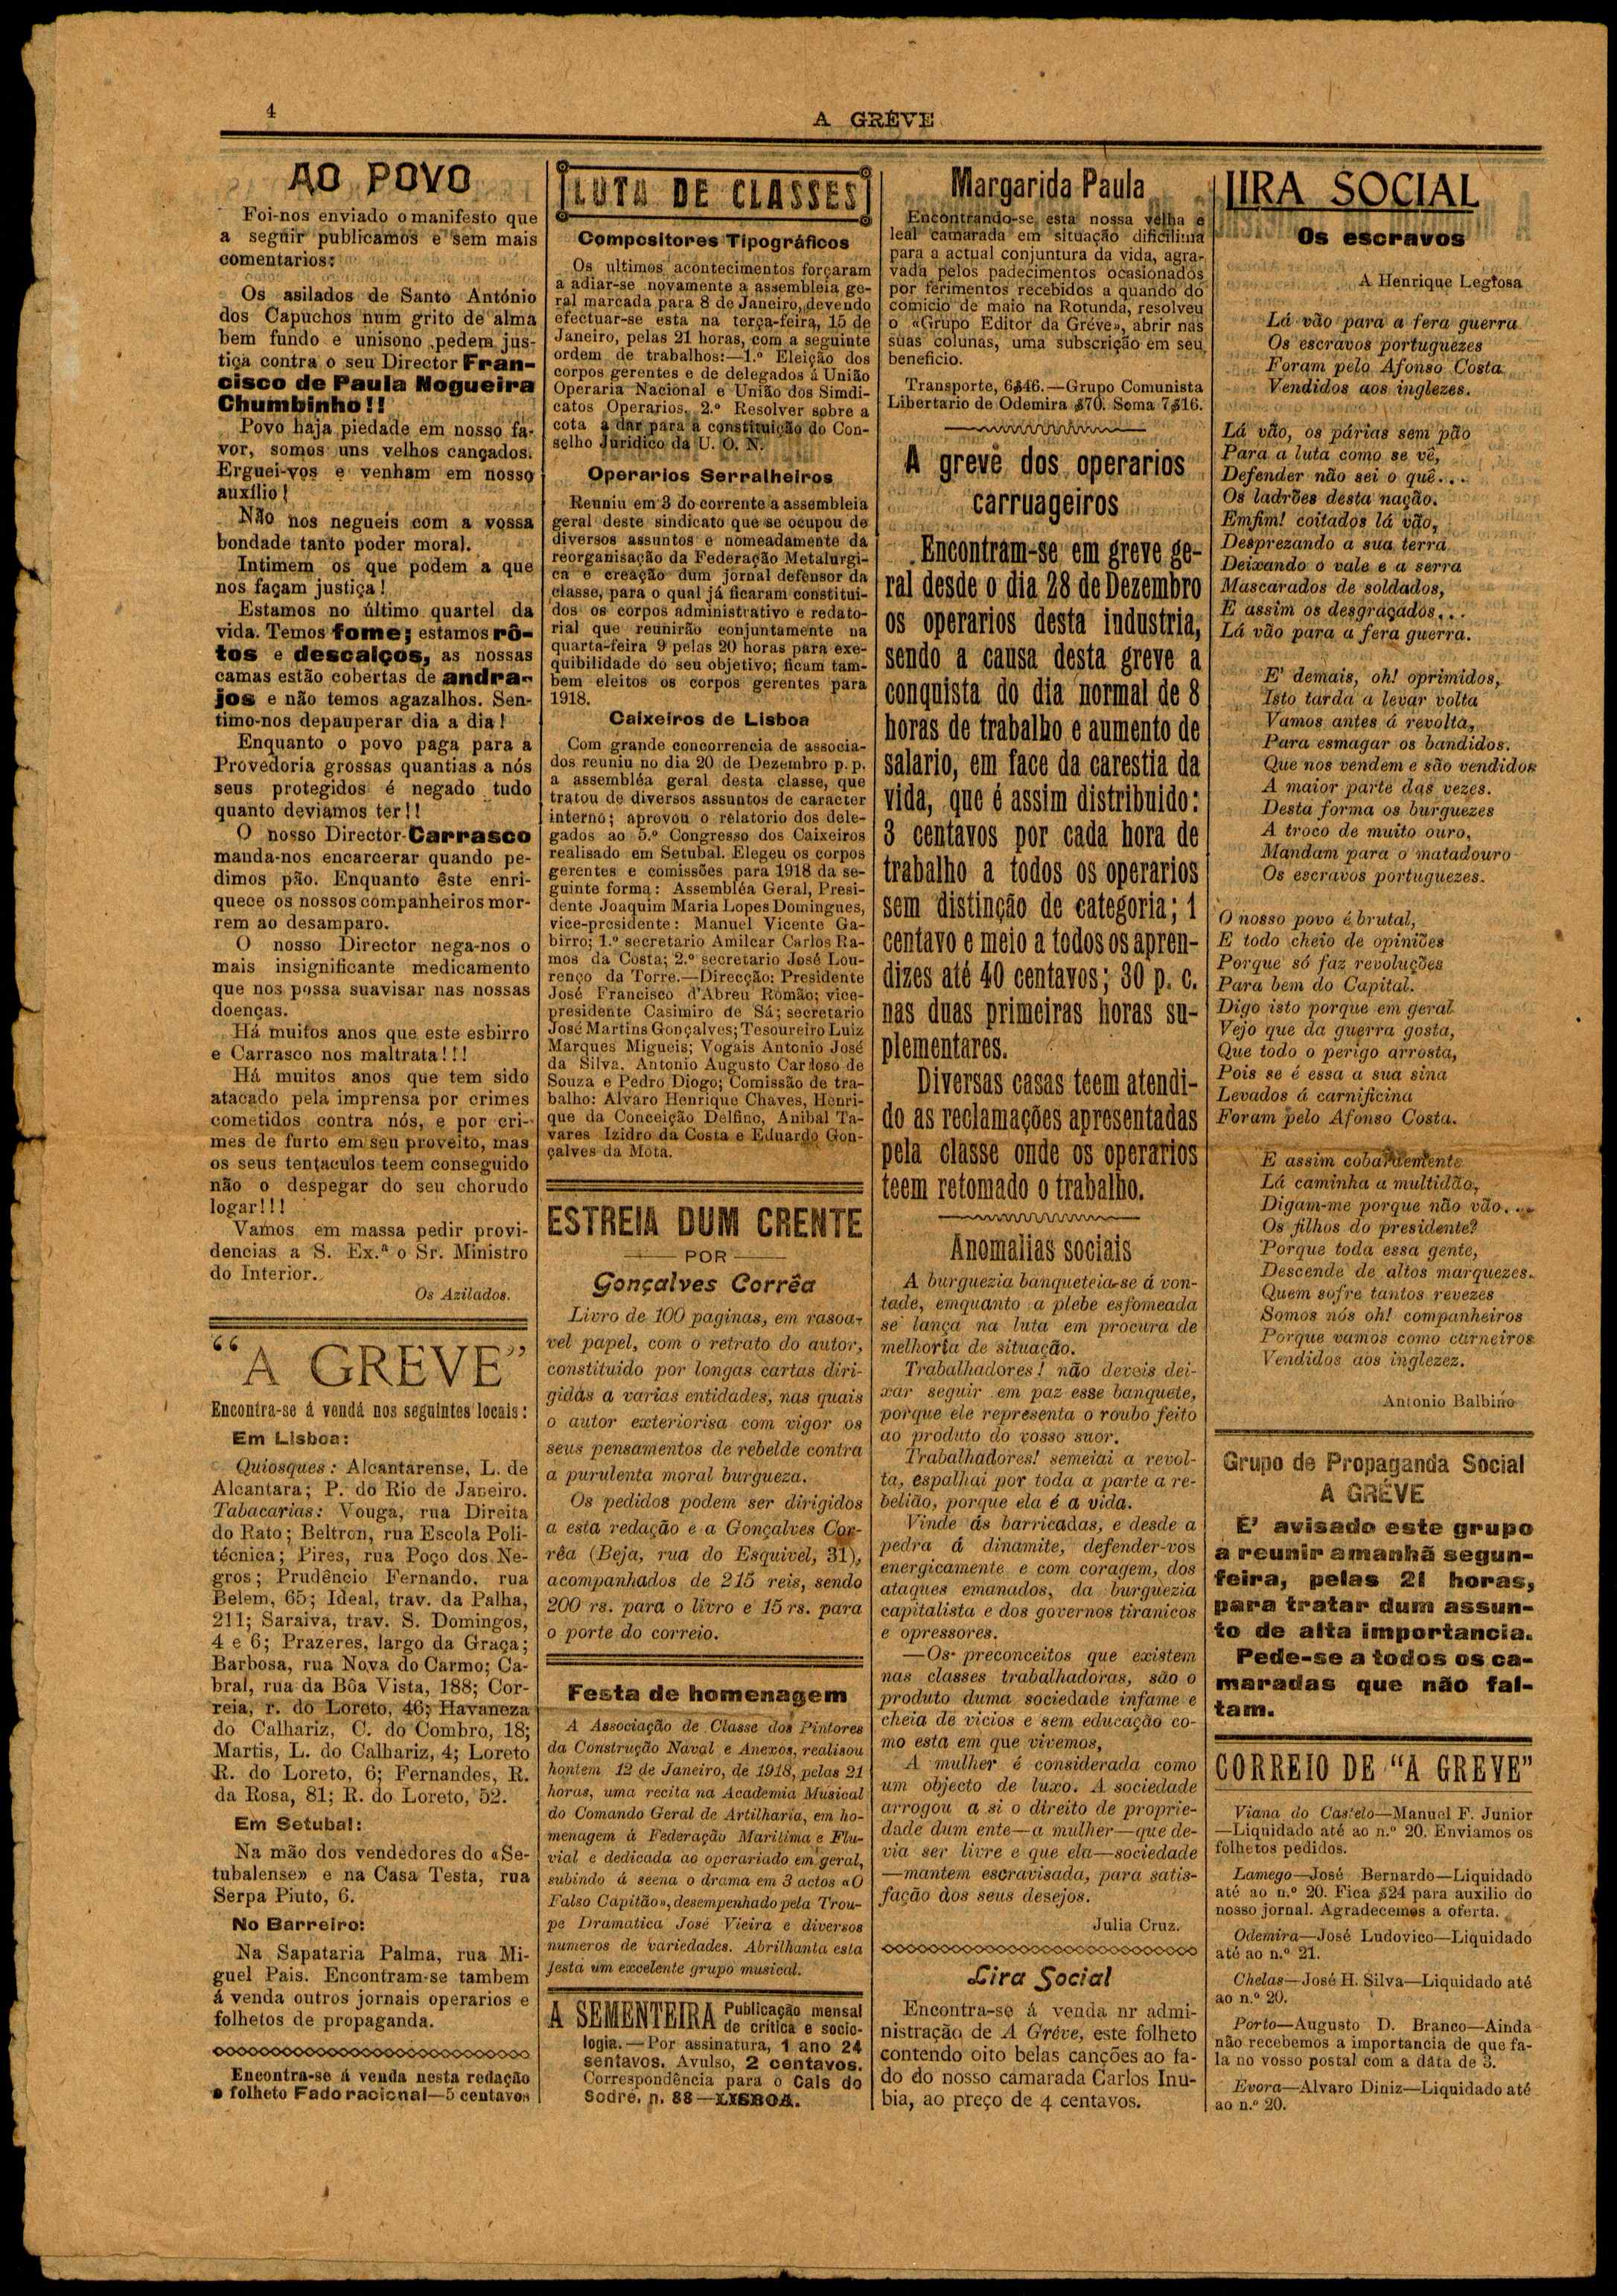 4
A GRÉVE
AO POVO
Foi-nos enviado o manifesto que
a seguir publicamos e sem mais
comentarios:
Os asilados de Santo António
dos Capuchos num grito de alma
bem fundo e unisono pedem jus-
tiça contra o seu Director Fran-
cisco de Paula Nogueira
Chumbinho!!
Povo haja piedade em nosso fa-
vor, somos uns velhos cançados.
Erguei-vos e venham em nosso
auxílio!
Não nos negueis com a vossa
bondade tanto poder moral.
Intimem os que podem a que
nos façam justiça!
Estamos no último quartel da
vida. Temos fome; estamos rô-
tos e descalços, as nossas
camas estão cobertas de andra-
jos e não temos agazalhos. Sen-
timo-nos depauperar dia a dia!
Enquanto o povo paga para a
Provedoria grossas quantias a nós
seus protegidos é negado tudo
quanto deviamos ter!!
O nosso Director-Carrasco
manda-nos encarcerar quando pe-
dimos pão. Enquanto êste enri-
quece os nossos companheiros mor-
rem ao desamparo.
O nosso Director nega-nos o
mais insignificante medicamento
que nos possa suavisar nas nossas
doenças.
Há muitos anos que este esbirro
e Carrasco nos maltrata!!!
Há muitos anos que tem sido
atacado pela imprensa por crimes
cometidos contra nós, e por cri-
mes de furto em seu proveito, mas
os seus tentaculos teem conseguido
não o despegar do seu chorudo
logar!!!
Vamos em massa pedir provi-
dencias a S. Ex.ª o Sr. Ministro
do Interior.
Os Azilados.
"A GREVE"
Encontra-se á venda nos seguintes locais:
Em Lisboa:
Quiosques: Alcantarense, L. de
Alcantara; P. do Rio de Janeiro.
Tabacarias: Vouga, rua Direita
do Rato; Beltron, rua Escola Poli-
técnica; Pires, rua Poço dos Ne-
gros; Prudêncio Fernando, rua
Belem, 65; Ideal, trav. da Palha,
211; Saraiva, trav. S. Domingos,
4 e 6; Prazeres, largo da Graça;
Barbosa, rua Nova do Carmo; Ca-
bral, rua da Bôa Vista, 188; Cor-
reia, r. do Loreto, 46; Havaneza
do Calhariz, C. do Combro, 18;
Martis, L. do Calhariz, 4; Loreto
R. do Loreto, 6; Fernandes, R.
da Rosa, 81; R. do Loreto, 52.
Em Setubal:
Na mão dos vendedores do «Se-
tubalense» e na Casa Testa, rua
Serpa Pinto, 6.
No Barreiro:
Na Sapataria Palma, rua Mi-
guel Pais. Encontram-se tambem
á venda outros jornais operarios e
folhetos de propaganda.
Encontra-se á venda nesta redação
o folheto Fado racional—5 centavos
LUTA DE CLASSES
Compositores Tipográficos
Os ultimos acontecimentos forçaram
a adiar-se novamente a assembleia ge-
ral marcada para 8 de Janeiro, devendo
efectuar-se esta na terça-feira, 15 de
Janeiro, pelas 21 horas, com a seguinte
ordem de trabalhos:—1.º Eleição dos
corpos gerentes e de delegados á União
Operaria Nacional e União dos Simdi-
catos Operarios. 2.º Resolver sobre a
cota a dar para a constituição do Con-
selho Juridico da U. O. N.
Operarios Serralheiros
Reuniu em 3 do corrente a assembleia
geral deste sindicato que se ocupou de
diversos assuntos e nomeadamente da
reorganisação da Federação Metalurgi-
ca e creação dum jornal defensor da
classe, para o qual já ficaram constitui-
dos os corpos administrativo e redato-
rial que reunirão conjuntamente na
quarta-feira 9 pelas 20 horas para exe-
quibilidade do seu objetivo; ficam tam-
bem eleitos os corpos gerentes para
1918.
Caixeiros de Lisboa
Com grande concorrencia de associa-
dos reuniu no dia 20 de Dezembro p. p.
a assembléa geral desta classe, que
tratou de diversos assuntos de caracter
interno; aprovou o relatorio dos dele-
gados ao 5.º Congresso dos Caixeiros
realisado em Setubal. Elegeu os corpos
gerentes e comissões para 1918 da se-
guinte forma: Assembléa Geral, Presi-
dente Joaquim Maria Lopes Domingues,
vice-presidente: Manuel Vicente Ga-
birro; 1.º secretario Amilcar Carlos Ra-
mos da Costa; 2.º secretario José Lou-
renço da Torre.—Direcção: Presidente
José Francisco d'Abreu Romão; vice-
presidente Casimiro de Sá; secretario
José Martins Gonçalves; Tesoureiro Luiz
Marques Migueis; Vogais Antonio José
da Silva, Antonio Augusto Cardoso de
Souza e Pedro Diogo; Comissão de tra-
balho: Alvaro Henrique Chaves, Henri-
que da Conceição Delfino, Anibal Ta-
vares Izidro da Costa e Eduardo Gon-
çalves da Mota.
ESTREIA DUM CRENTE
POR
Gonçalves Corrêa
Livro de 100 paginas, em rasoa-
vel papel, com o retrato do autor,
constituido por longas cartas diri-
gidas a varias entidades, nas quais
o autor exteriorisa com vigor os
seus pensamentos de rebelde contra
a purulenta moral burgueza.
Os pedidos podem ser dirigidos
a esta redação e a Gonçalves Cor-
rêa (Beja, rua do Esquivel, 31),
acompanhados de 215 reis, sendo
200 rs. para o livro e 15 rs. para
o porte do correio.
Festa de homenagem
A Associação de Classe dos Pintores
da Construção Naval e Anexos, realisou
hontem 12 de Janeiro, de 1918, pelas 21
horas, uma recita na Academia Musical
do Comando Geral de Artilharia, em ho-
menagem á Federação Maritima e Flu-
vial e dedicada ao operariado em geral,
subindo á seena o drama em 3 actos «O
Falso Capitão», desempenhado pela Trou-
pe Dramatica José Vieira e diversos
numeros de variedades. Abrilhanta esta
festa um excelente grupo musical.
A SEMENTEIRA Publicação mensal
de critica e socio-
logia.—Por assinatura, 1 ano 24
sentavos. Avulso, 2 centavos.
Correspondência para o Cais do
Sodré, n. 88—LISBOA.
Margarida Paula
Encontrando-se esta nossa velha e
leal camarada em situação dificilima
para a actual conjuntura da vida, agra-
vada pelos padecimentos ocasionados
por ferimentos recebidos a quando do
comicio de maio na Rotunda, resolveu
o «Grupo Editor da Gréve», abrir nas
suas colunas, uma subscrição em seu
beneficio.
Transporte, 6$46.—Grupo Comunista
Libertario de Odemira $70. Soma 7$16.
A greve dos operarios
carruageiros
Encontram-se em greve ge-
ral desde o dia 28 de Dezembro
os operarios desta industria,
sendo a causa desta greve a
conquista do dia normal de 8
horas de trabalho e aumento de
salario, em face da carestia da
vida, que é assim distribuido:
3 centavos por cada hora de
trabalho a todos os operarios
sem distinção de categoria; 1
centavo e meio a todos os apren-
dizes até 40 centavos; 30 p. c.
nas duas primeiras horas su-
plementares.
Diversas casas teem atendi-
do as reclamações apresentadas
pela classe onde os operarios
teem retomado o trabalho.
Anomalias sociais
A burguezia banqueteia-se á von-
tade, emquanto a plebe esfomeada
se lança na luta em procura de
melhoria de situação.
Trabalhadores! não deveis dei-
xar seguir em paz esse banquete,
porque ele representa o roubo feito
ao produto do vosso suor.
Trabalhadores! semeiai a revol-
ta, espalhai por toda a parte a re-
belião, porque ela é a vida.
Vinde ás barricadas, e desde a
pedra á dinamite, defender-vos
energicamente e com coragem, dos
ataques emanados, da burguezia
capitalista e dos governos tiranicos
e opressores.
—Os preconceitos que existem
nas classes trabalhadoras, são o
produto duma sociedade infame e
cheia de vicios e sem educação co-
mo esta em que vivemos,
A mulher é considerada como
um objecto de luxo. A sociedade
arrogou a si o direito de proprie-
dade dum ente—a mulher—que de-
via ser livre e que ela—sociedade
—mantem escravisada, para satis-
fação dos seus desejos.
Julia Cruz.
Lira Social
Encontra-se á venda nr admi-
nistração de A Gréve, este folheto
contendo oito belas canções ao fa-
do do nosso camarada Carlos Inu-
bia, ao preço de 4 centavos.
LIRA SOCIAL
Os escravos
A Henrique Legtosa
Lá vão para a fera guerra
Os escravos portuguezes
Foram pelo Afonso Costa
Vendidos aos inglezes.
Lá vão, os párias sem pão
Para a luta como se vê,
Defender não sei o quê...
Os ladrões desta nação.
Emfim! coitados lá vão,
Desprezando a sua terra
Deixando o vale e a serra
Mascarados de soldados,
E assim os desgraçados...
Lá vão para a fera guerra.
E' demais, oh! oprimidos,
Isto tarda a levar volta
Vamos antes á revolta,
Para esmagar os bandidos.
Que nos vendem e são vendidos
A maior parte das vezes.
Desta forma os burguezes
A troco de muito ouro,
Mandam para o matadouro
Os escravos portuguezes.
O nosso povo é brutal,
E todo cheio de opiniões
Porque só faz revoluções
Para bem do Capital.
Digo isto porque em geral
Vejo que da guerra gosta,
Que todo o perigo arrosta,
Pois se é essa a sua sina
Levados á carnificina
Foram pelo Afonso Costa.
E assim cobardemente
Lá caminha a multidão,
Digam-me porque não vão...
Os filhos do presidente?
Porque toda essa gente,
Descende de altos marquezes.
Quem sofre tantos revezes
Somos nós oh! companheiros
Porque vamos como carneiros
Vendidos aos inglezez.
Antonio Balbino
Grupo de Propaganda Social
A GRÉVE
E' avisado este grupo
a reunir amanhã segun-
feira, pelas 21 horas,
para tratar dum assun-
to de alta importancia.
Pede-se a todos os ca-
maradas que não fal-
tam.
CORREIO DE "A GREVE"
Viana do Castelo—Manuel F. Junior
—Liquidado até ao n.º 20. Enviamos os
folhetos pedidos.
Lamego—José Bernardo—Liquidado
até ao n.º 20. Fica $24 para auxilio do
nosso jornal. Agradecemos a oferta.
Odemira—José Ludovico—Liquidado
até ao n.º 21.
Chelas—José H. Silva—Liquidado até
ao n.º 20.
Porto—Augusto D. Branco—Ainda
não recebemos a importancia de que fa-
la no vosso postal com a dáta de 3.
Evora—Alvaro Diniz—Liquidado até
ao n.º 20.